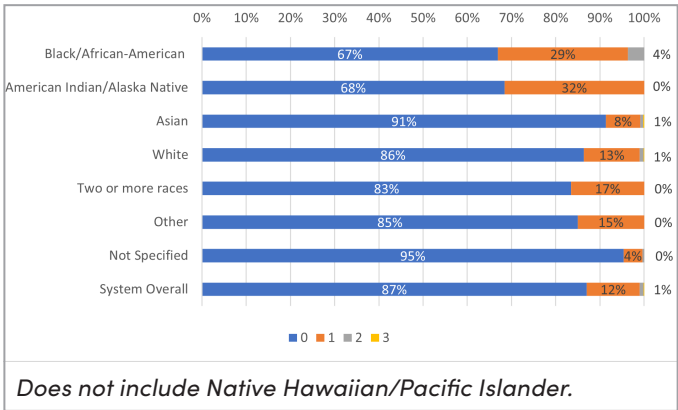 0% 10% 20% 30% 40% 50% 60% 70% 80% 90% 100%
Black/African-American 67% 29% 4%
American Indian/Alaska Native 68% 32% 0%
Asian 91% 8% 1%
White 86% 13% 1%
Two or more races 83% 17% 0%
Other 85% 15% 0%
Not Specified 95% 4% 0%
System Overall 87% 12% 1%
0 1 2 3
Does not include Native Hawaiian/Pacific Islander.